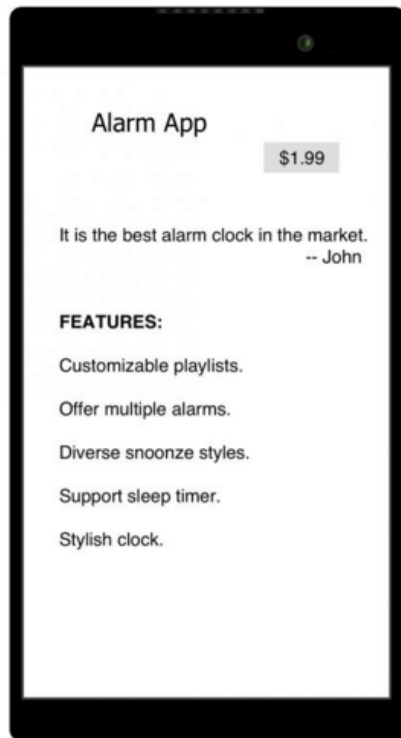 Alarm App
$1.99
It is the best alarm clock in the market.
-- John
FEATURES:
Customizable playlists.
Offer multiple alarms.
Diverse snoonze styles.
Support sleep timer.
Stylish clock.